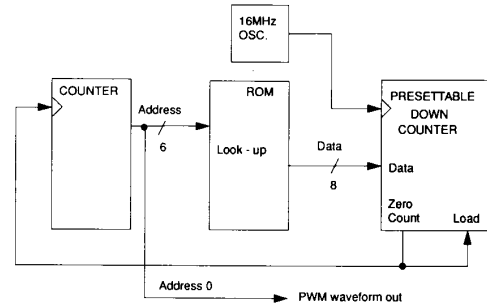 16MHz
OSC.
COUNTER
Address
6
ROM
Look - up
Data
8
PRESETTABLE
DOWN
COUNTER
Data
Zero
Count
Load
Address 0
PWM waveform out